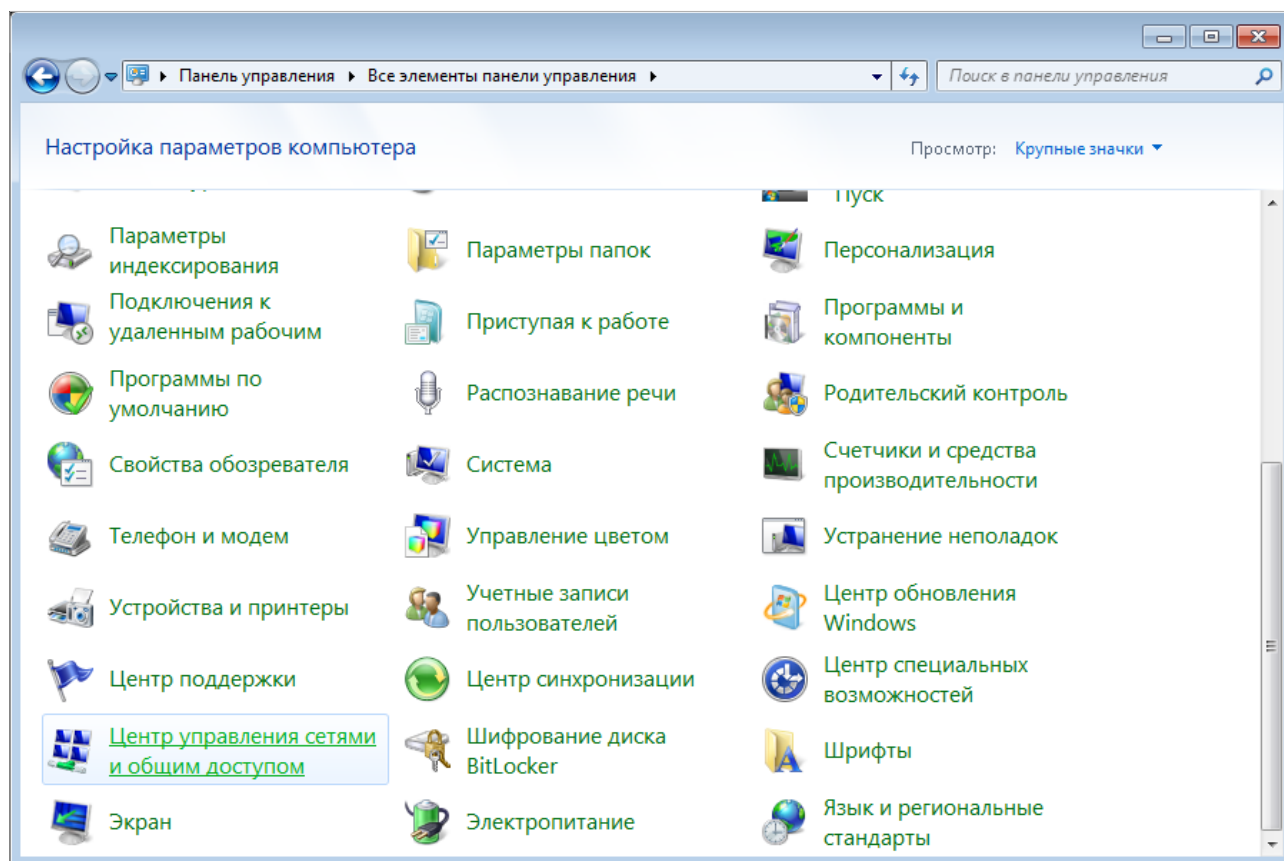 Панель управления
Все элементы панели управления
Поиск в панели управления
Настройка параметров компьютера
Просмотр:
Крупные значки
Пуск
Параметры
индексирования
Параметры папок
Персонализация
Подключения к
удаленным рабочим
Приступая к работе
Программы и
компоненты
Программы по
умолчанию
Распознавание речи
Родительский контроль
Свойства обозревателя
Система
Счетчики и средства
производительности
Телефон и модем
Управление цветом
Устранение неполадок
Устройства и принтеры
Учетные записи
пользователей
Центр обновления
Windows
Центр поддержки
Центр синхронизации
Центр специальных
возможностей
Центр управления сетями
и общим доступом
Шифрование диска
BitLocker
Шрифты
Экран
Электропитание
Язык и региональные
стандарты